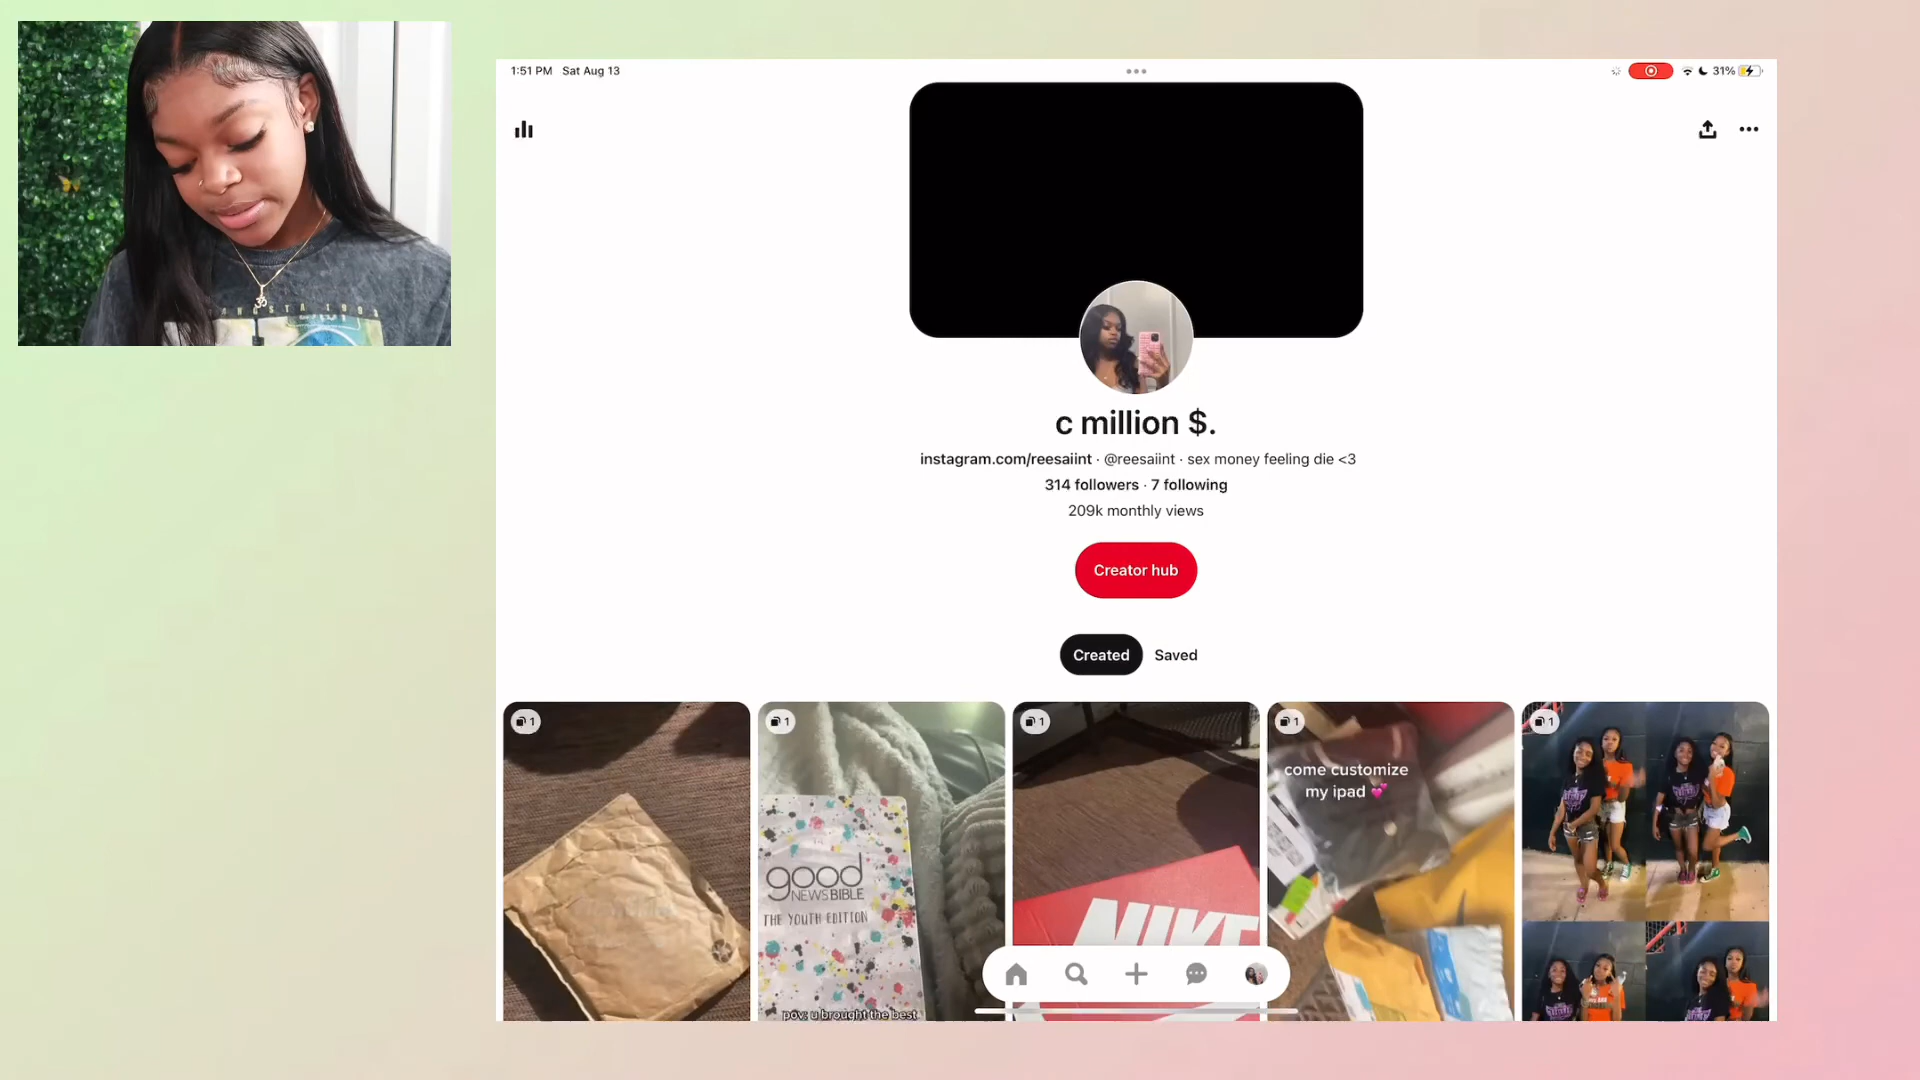 1:51 PM Sat Aug 13
31%
c million $.
instagram.com/reesaiint · @reesaiint · sex money feeling die <3
314 followers · 7 following
209k monthly views
Creator hub
Created Saved
1
1
1
1
1
come customize
my ipad 💕
good
NEWS BIBLE
THE YOUTH EDITION
NIKE
pov: u brought the best